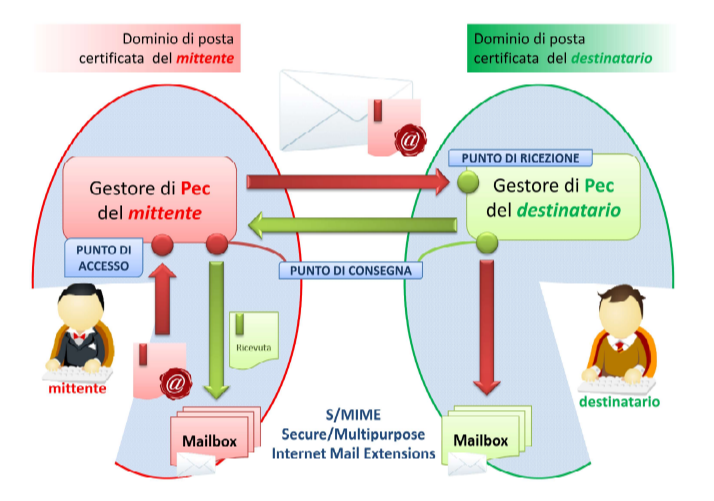 Dominio di posta
certificata del mittente
Dominio di posta
certificata del destinatario
@
PUNTO DI RICEZIONE
Gestore di Pec
del mittente
Gestore di Pec
del destinatario
PUNTO DI
ACCESSO
PUNTO DI CONSEGNA
Ricevuta
@
mittente
destinatario
Mailbox
S/MIME
Secure/Multipurpose
Internet Mail Extensions
Mailbox